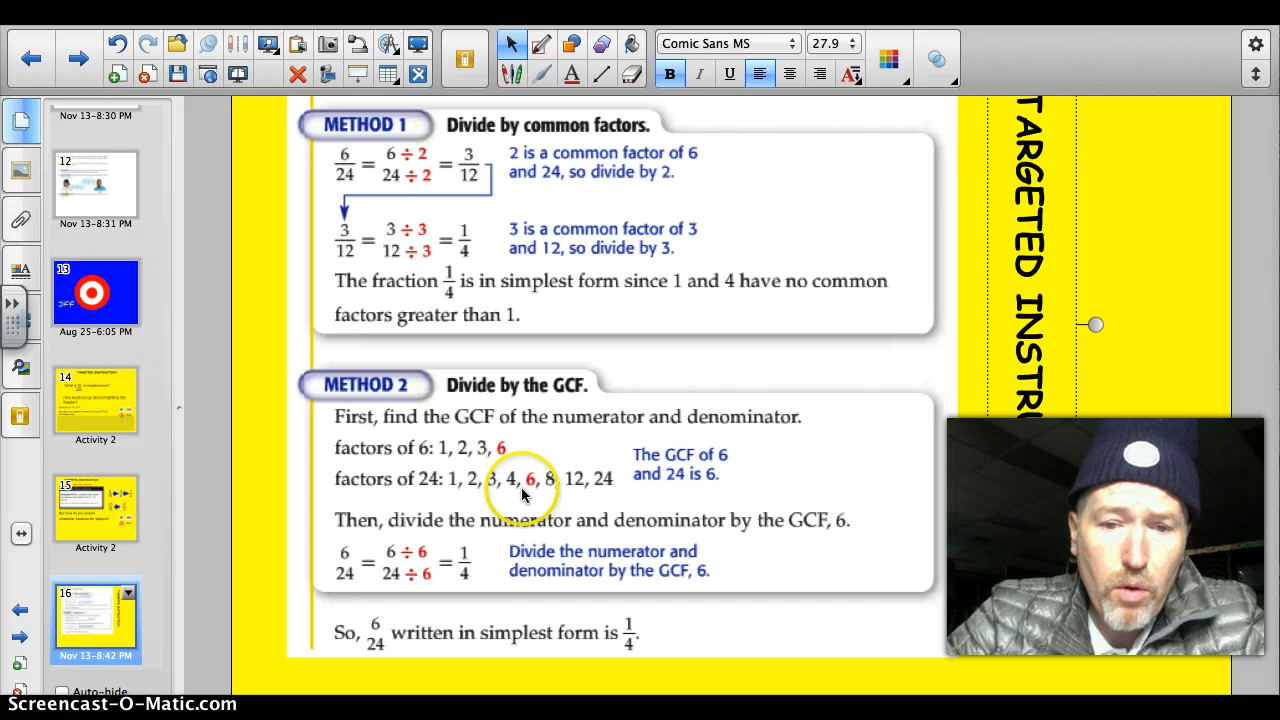 Comic Sans MS
27.9
B I U A
Nov 13-8:30 PM
12
Nov 13-8:31 PM
13
Aug 25-6:05 PM
14
Activity 2
15
Activity 2
16
Nov 13-8:42 PM
Auto-hide
METHOD 1 Divide by common factors.
6/24 = 6 ÷ 2/24 ÷ 2 = 3/12
2 is a common factor of 6
and 24, so divide by 2.
3/12 = 3 ÷ 3/12 ÷ 3 = 1/4
3 is a common factor of 3
and 12, so divide by 3.
The fraction 1/4 is in simplest form since 1 and 4 have no common
factors greater than 1.
METHOD 2 Divide by the GCF.
First, find the GCF of the numerator and denominator.
factors of 6: 1, 2, 3, 6
factors of 24: 1, 2, 3, 4, 6, 8, 12, 24
The GCF of 6
and 24 is 6.
Then, divide the numerator and denominator by the GCF, 6.
6/24 = 6 ÷ 6/24 ÷ 6 = 1/4
Divide the numerator and
denominator by the GCF, 6.
So, 6/24 written in simplest form is 1/4.
TARGETED INSTRU
Screencast-O-Matic.com